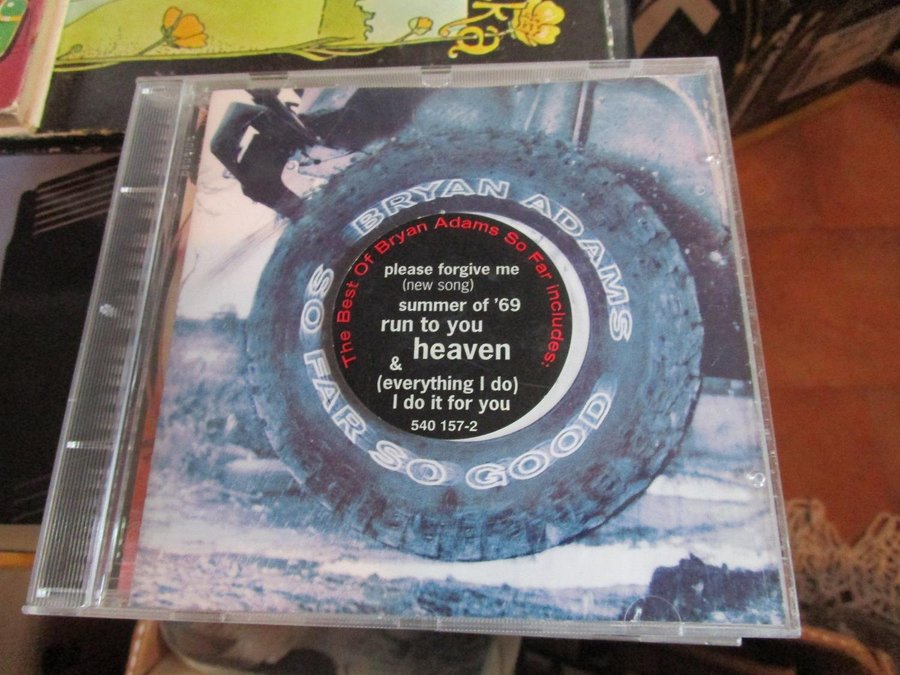 ka
BRYAN ADAMS
SO FAR SO GOOD
The Best Of Bryan Adams So Far includes:
please forgive me
(new song)
summer of '69
run to you
heaven
&
(everything I do)
I do it for you
540 157-2